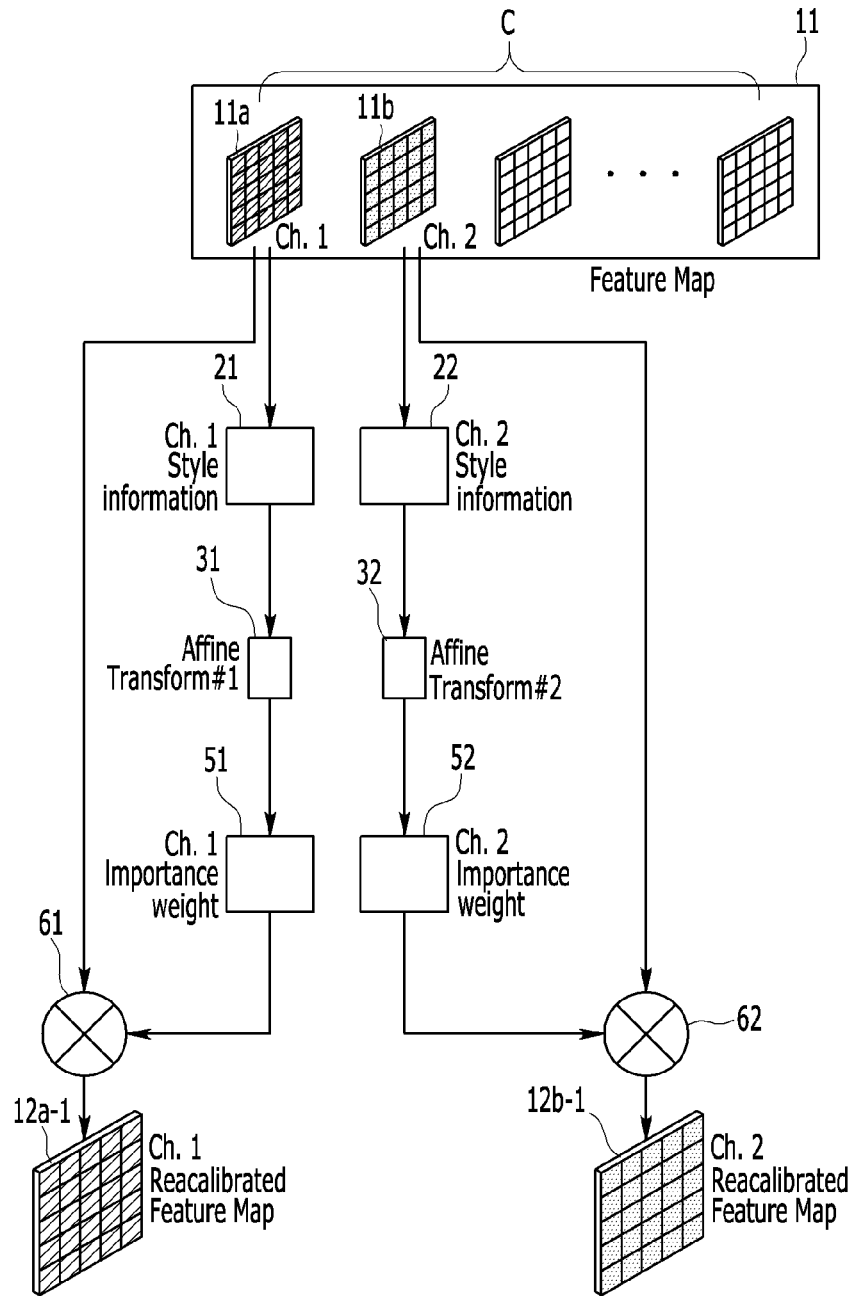 C
11
11a
11b
Ch. 1
Ch. 2
. . .
Feature Map
21
22
Ch. 1
Style
information
Ch. 2
Style
information
31
32
Affine
Transform#1
Affine
Transform#2
51
52
Ch. 1
Importance
weight
Ch. 2
Importance
weight
61
62
12a-1
Ch. 1
Reacalibrated
Feature Map
12b-1
Ch. 2
Reacalibrated
Feature Map